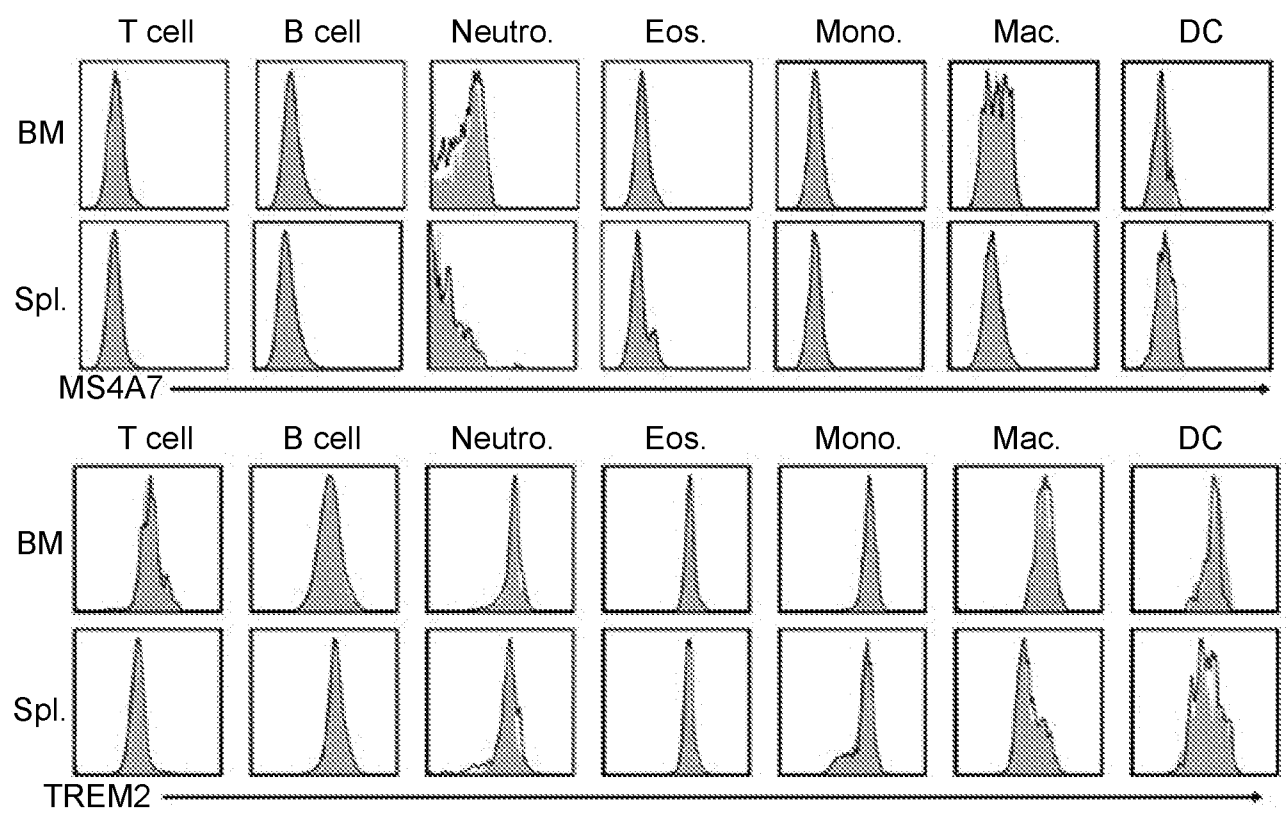 T cell B cell Neutro. Eos. Mono. Mac. DC
BM
Spl.
MS4A7
T cell B cell Neutro. Eos. Mono. Mac. DC
BM
Spl.
TREM2